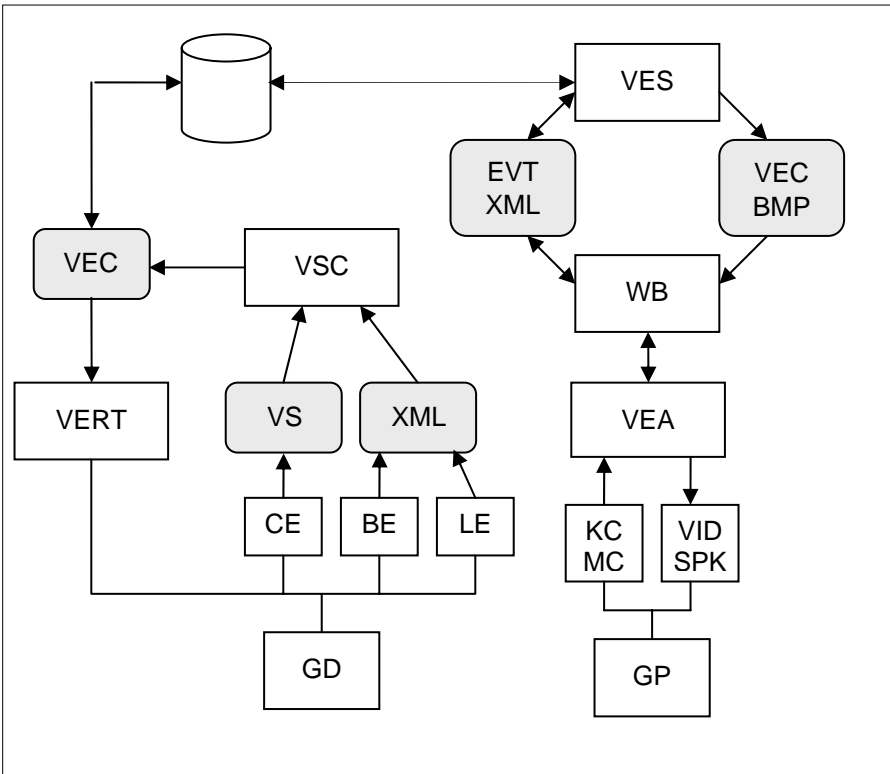 VES
EVT
XML
VEC
BMP
VEC
VSC
WB
VERT
VS
XML
VEA
CE
BE
LE
KC
MC
VID
SPK
GD
GP